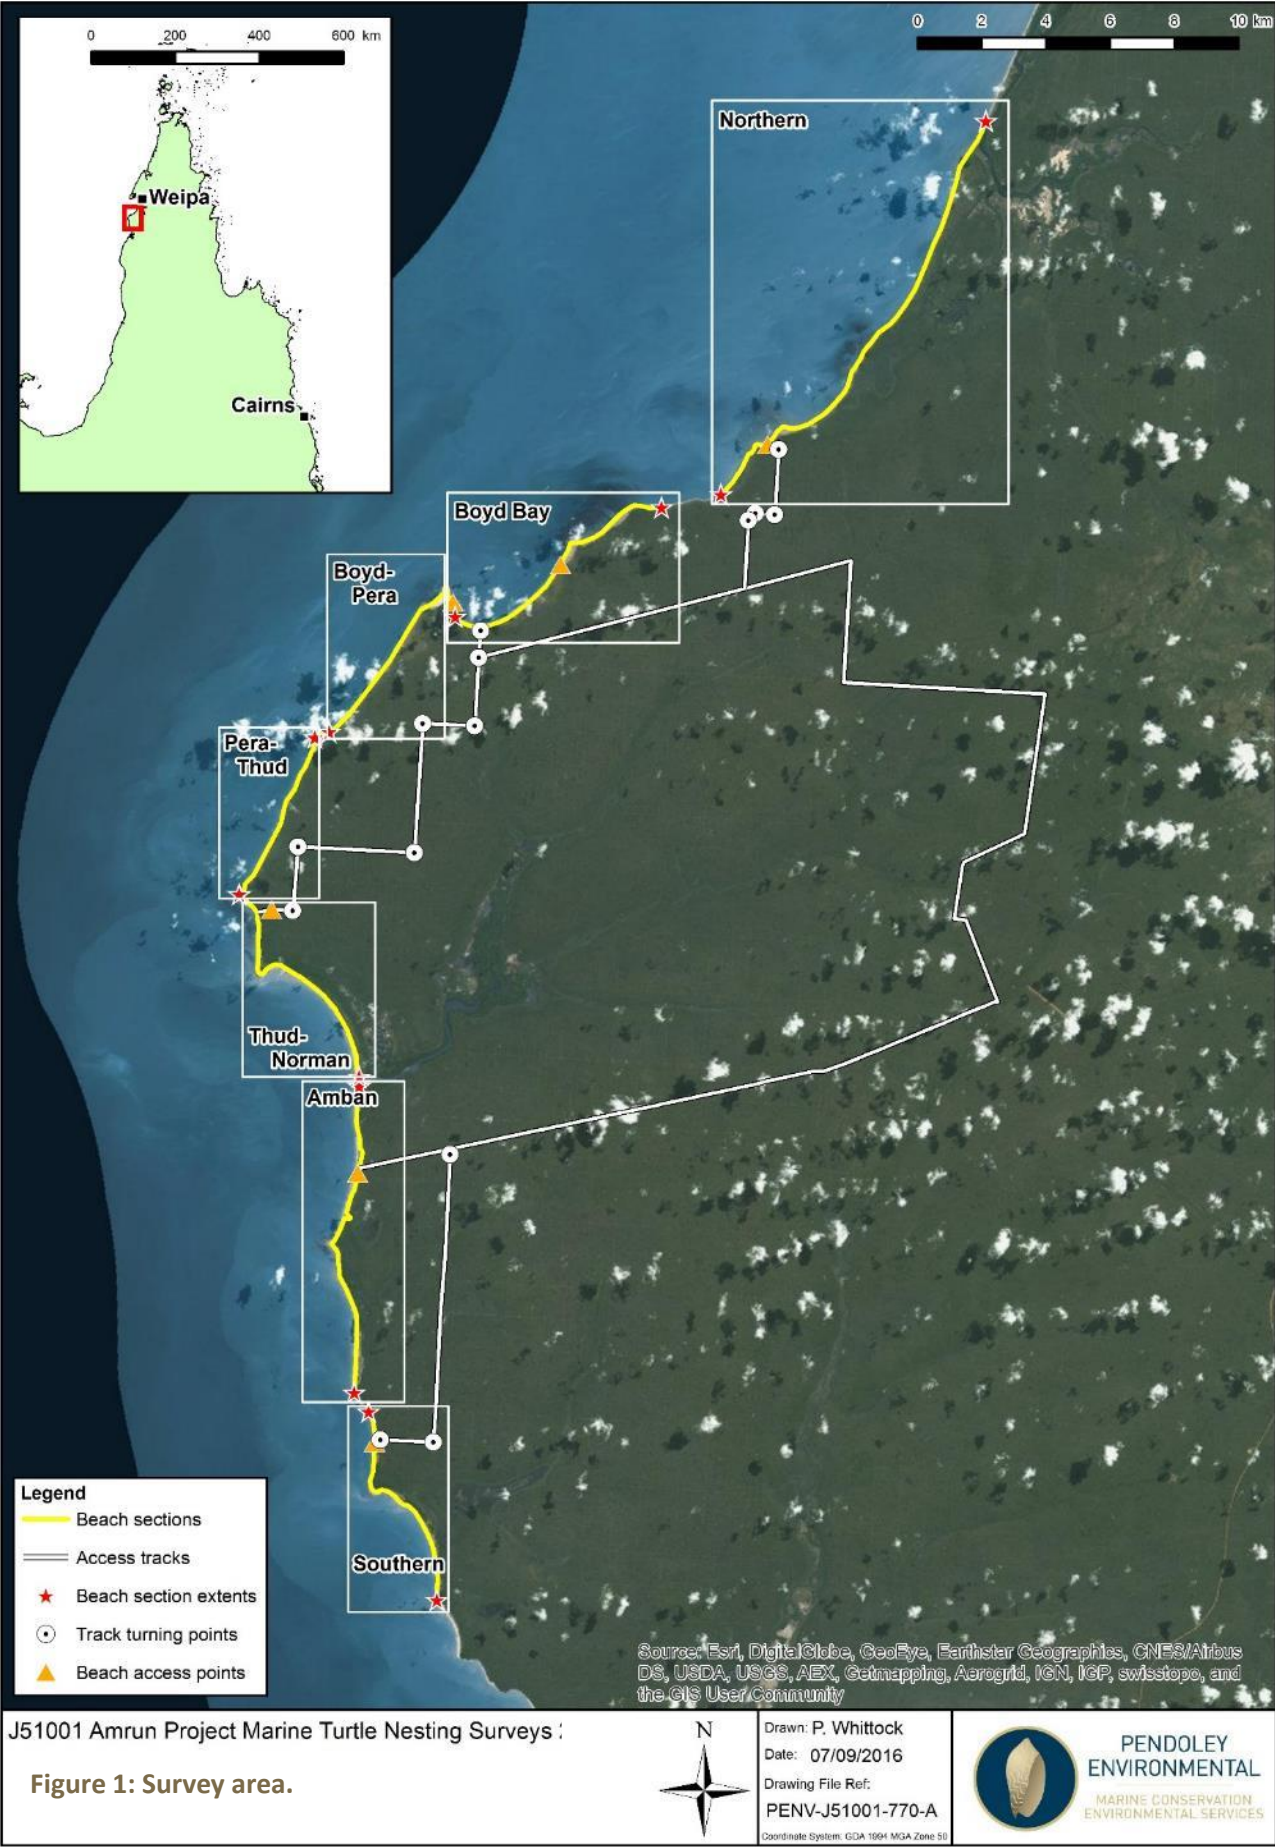 0 200 400 600 km
Weipa
Cairns
0 2 4 6 8 10 km
Northern
Boyd Bay
Boyd-
Pera
Pera-
Thud
Thud-
Norman
Amban
Southern
Legend
Beach sections
Access tracks
Beach section extents
Track turning points
Beach access points
Source: Esri, DigitalGlobe, GeoEye, Earthstar Geographics, CNES/Airbus
DS, USDA, USGS, AEX, Getmapping, Aerogrid, IGN, IGP, swisstopo, and
the GIS User Community
J51001 Amrun Project Marine Turtle Nesting Surveys
Figure 1: Survey area.
N
Drawn: P. Whittock
Date: 07/09/2016
Drawing File Ref:
PENV-J51001-770-A
Coordinate System: GDA 1994 MGA Zone 50
PENDOLEY
ENVIRONMENTAL
MARINE CONSERVATION
ENVIRONMENTAL SERVICES